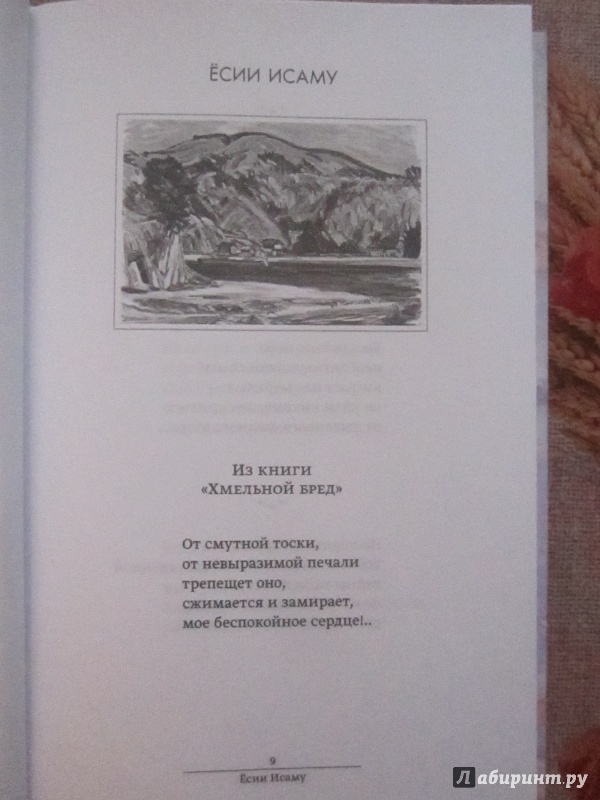 ЁСИИ ИСАМУ
Из книги
«Хмельной бред»
От смутной тоски,
от невыразимой печали
трепещет оно,
сжимается и замирает,
мое беспокойное сердце!..
9
Ёсии Исаму
Лабиринт.ру